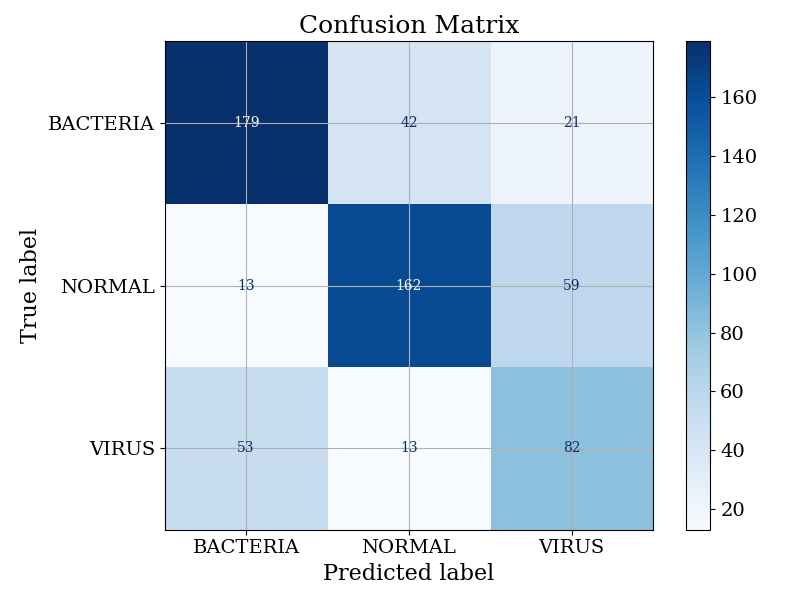 Confusion Matrix
BACTERIA 179 42 21
NORMAL 13 162 59
VIRUS 53 13 82
BACTERIA NORMAL VIRUS
Predicted label
True label
160
140
120
100
80
60
40
20